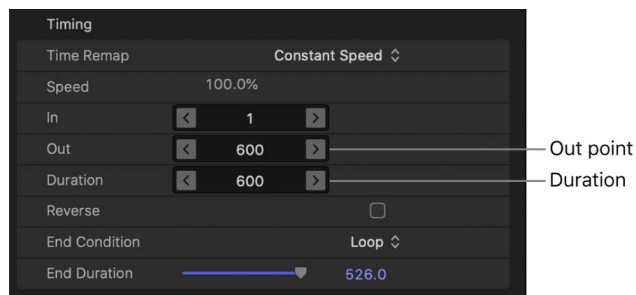 Timing
Time Remap Constant Speed
Speed 100.0%
In 1
Out 600 Out point
Duration 600 Duration
Reverse
End Condition Loop
End Duration 526.0